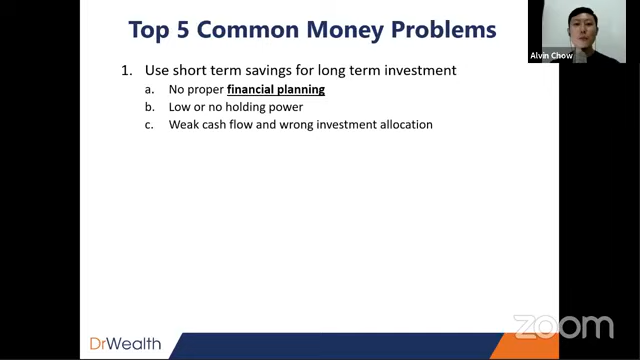 Top 5 Common Money Problems
Alvin Chow
1. Use short term savings for long term investment
a. No proper financial planning
b. Low or no holding power
c. Weak cash flow and wrong investment allocation
DrWealth
zoom